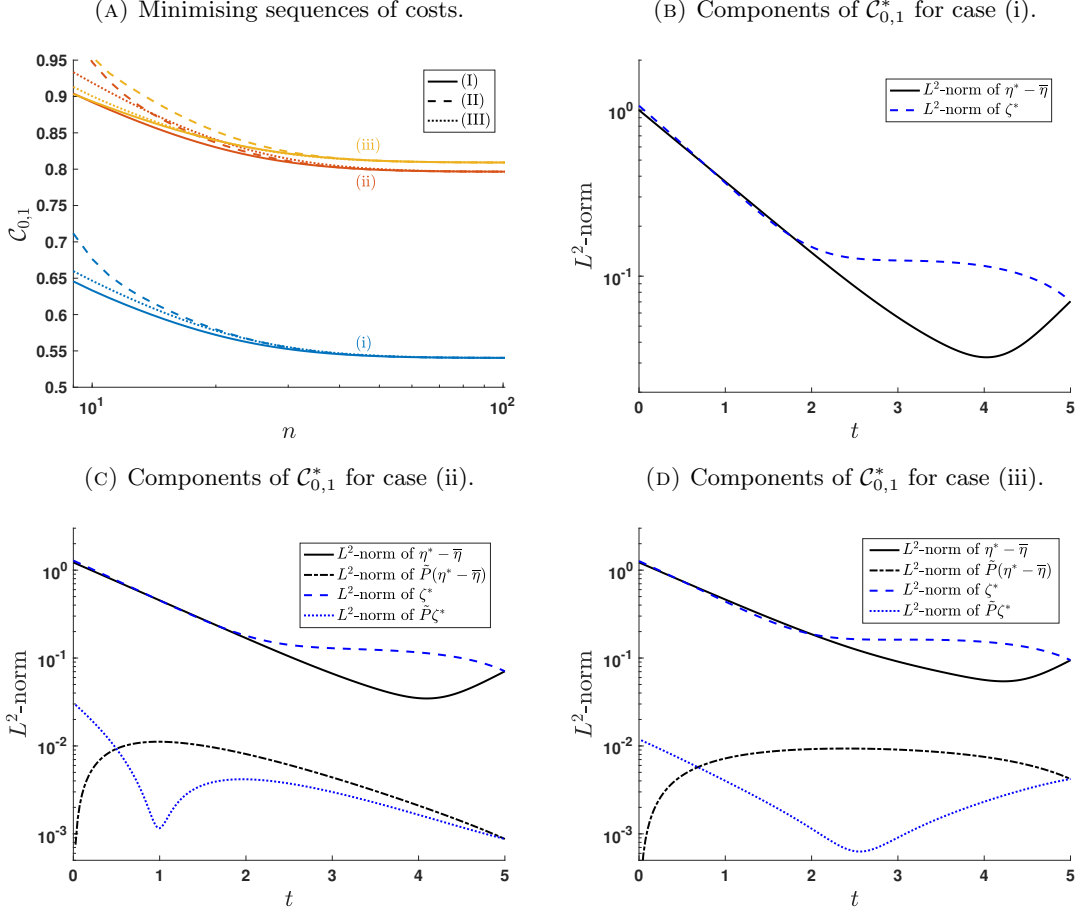 (A) Minimising sequences of costs.
0.95
0.9
0.85
0.8
0.75
0.7
0.65
0.6
0.55
0.5
𝒞₀,₁
(I)
(II)
(III)
(iii)
(ii)
(i)
10¹
10²
n
(B) Components of 𝒞*₀,₁ for case (i).
10⁰
10⁻¹
L²-norm
L²-norm of η* − η̅
L²-norm of ζ*
0 1 2 3 4 5
t
(C) Components of 𝒞*₀,₁ for case (ii).
10⁰
10⁻¹
10⁻²
10⁻³
L²-norm
L²-norm of η* − η̅
L²-norm of P̃(η* − η̅)
L²-norm of ζ*
L²-norm of P̃ζ*
0 1 2 3 4 5
t
(D) Components of 𝒞*₀,₁ for case (iii).
10⁰
10⁻¹
10⁻²
10⁻³
L²-norm
L²-norm of η* − η̅
L²-norm of P̃(η* − η̅)
L²-norm of ζ*
L²-norm of P̃ζ*
0 1 2 3 4 5
t